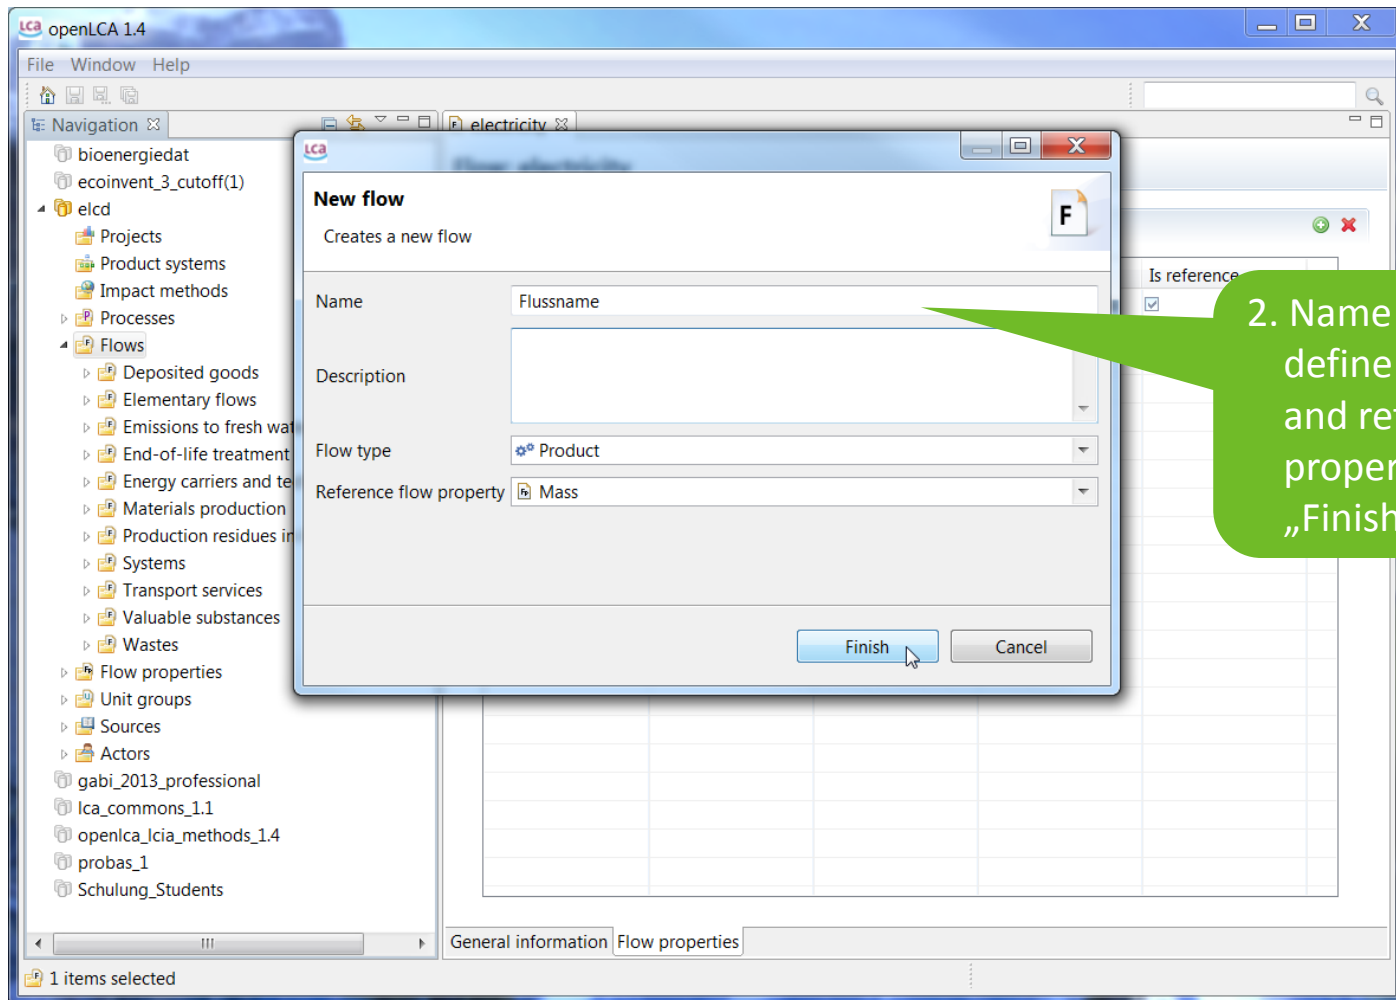 LCA openLCA 1.4
File Window Help
Navigation
electricity
bioenergiedat
ecoinvent_3_cutoff(1)
elcd
Projects
Product systems
Impact methods
Processes
Flows
Deposited goods
Elementary flows
Emissions to fresh wat
End-of-life treatment
Energy carriers and te
Materials production
Production residues in
Systems
Transport services
Valuable substances
Wastes
Flow properties
Unit groups
Sources
Actors
gabi_2013_professional
lca_commons_1.1
openlca_lcia_methods_1.4
probas_1
Schulung_Students
1 items selected
Flow: electricity
Is reference
General information Flow properties
LCA
New flow
Creates a new flow
F
Name Flussname
Description
Flow type Product
Reference flow property Mass
Finish Cancel
2. Name
define
and re
proper
„Finish